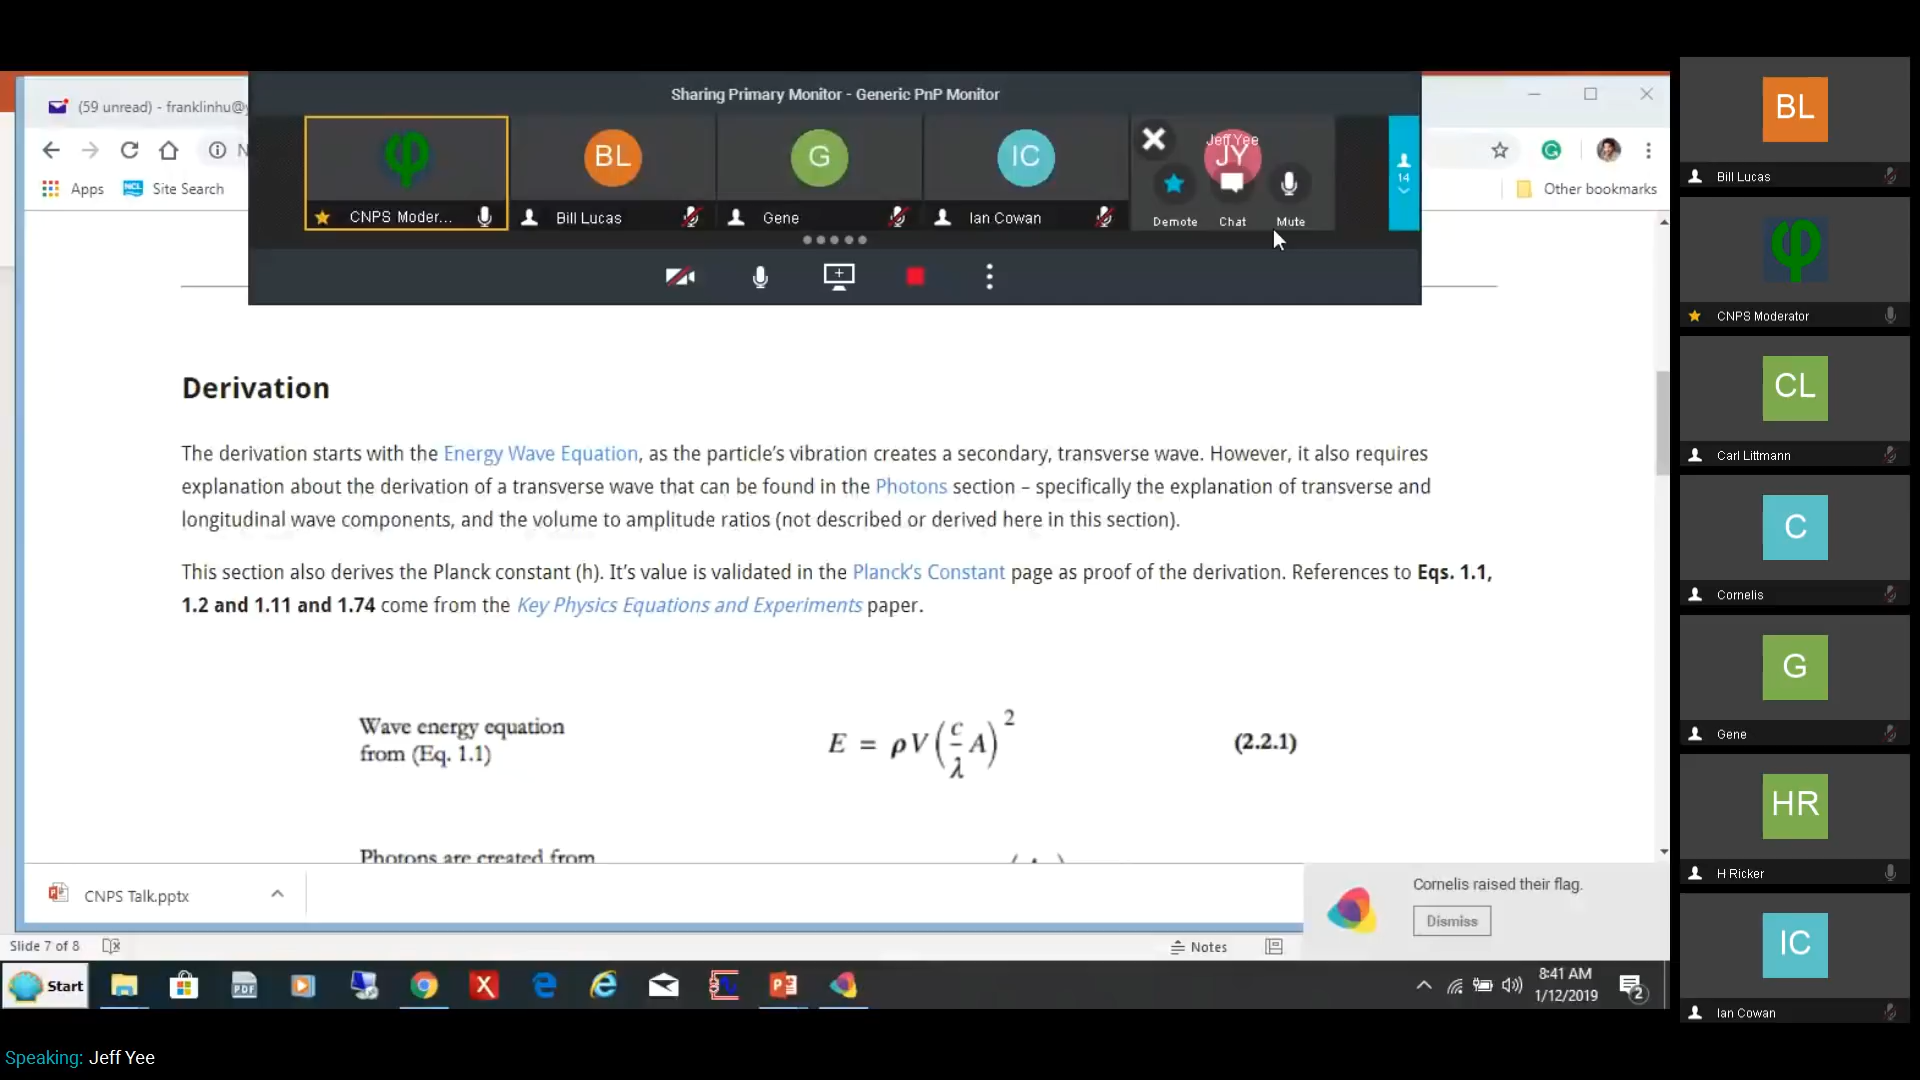 (59 unread) - franklinhu@y
Sharing Primary Monitor - Generic PnP Monitor
N
Apps
Site Search
Other bookmarks
CNPS Moder...
BL
Bill Lucas
G
Gene
IC
Ian Cowan
Jeff Yee
JY
Demote
Chat
Mute
14
Derivation
The derivation starts with the Energy Wave Equation, as the particle’s vibration creates a secondary, transverse wave. However, it also requires
explanation about the derivation of a transverse wave that can be found in the Photons section – specifically the explanation of transverse and
longitudinal wave components, and the volume to amplitude ratios (not described or derived here in this section).
This section also derives the Planck constant (h). It’s value is validated in the Planck’s Constant page as proof of the derivation. References to Eqs. 1.1,
1.2 and 1.11 and 1.74 come from the Key Physics Equations and Experiments paper.
Wave energy equation
from (Eq. 1.1)
E = ρV(c/λ A)²
(2.2.1)
Photons are created from
CNPS Talk.pptx
Cornelis raised their flag.
Dismiss
Slide 7 of 8
Notes
Start
PDF
8:41 AM
1/12/2019
2
BL
Bill Lucas
CNPS Moderator
CL
Carl Littmann
C
Cornelis
G
Gene
HR
H Ricker
IC
Ian Cowan
Speaking: Jeff Yee